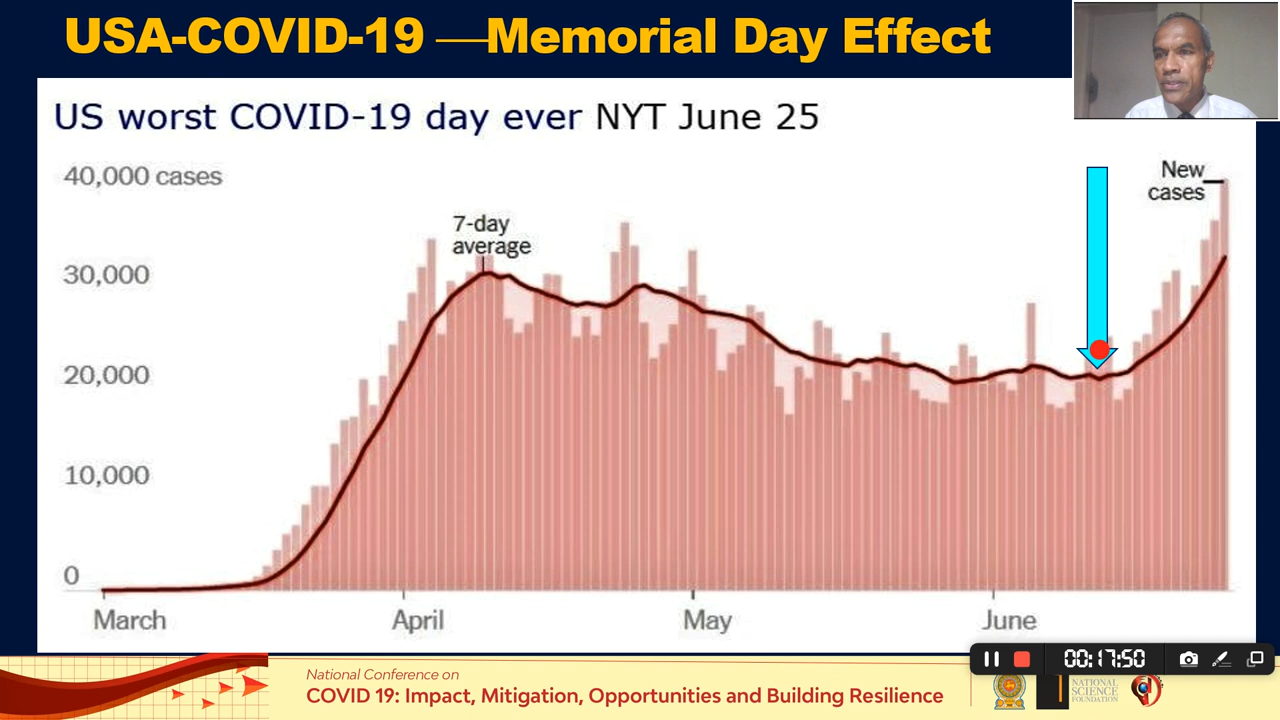 USA-COVID-19 —Memorial Day Effect
US worst COVID-19 day ever NYT June 25
40,000 cases
New
cases
7-day
average
30,000
20,000
10,000
0
March April May June
00:17:50
National Conference on
COVID 19: Impact, Mitigation, Opportunities and Building Resilience
NATIONAL
SCIENCE
FOUNDATION